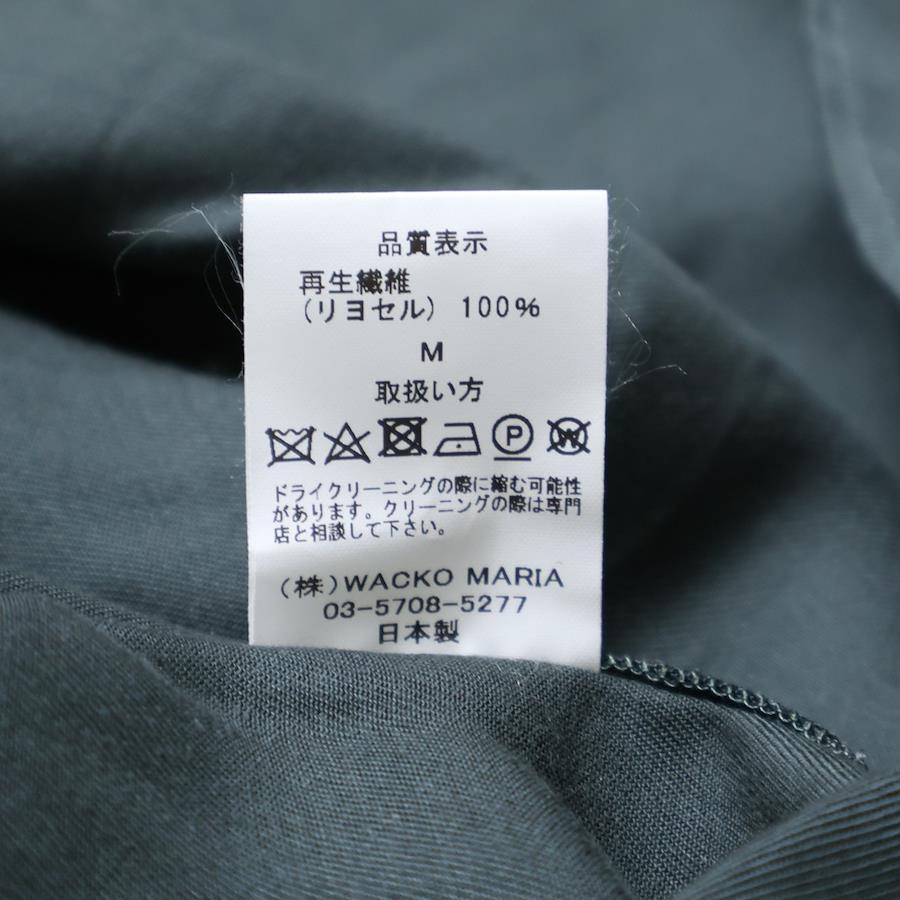 品質表示
再生繊維
(リヨセル) 100%
M
取扱い方
P W
ドライクリーニングの際に縮む可能性
があります。クリーニングの際は専門
店と相談して下さい。
(株)WACKO MARIA
03-5708-5277
日本製